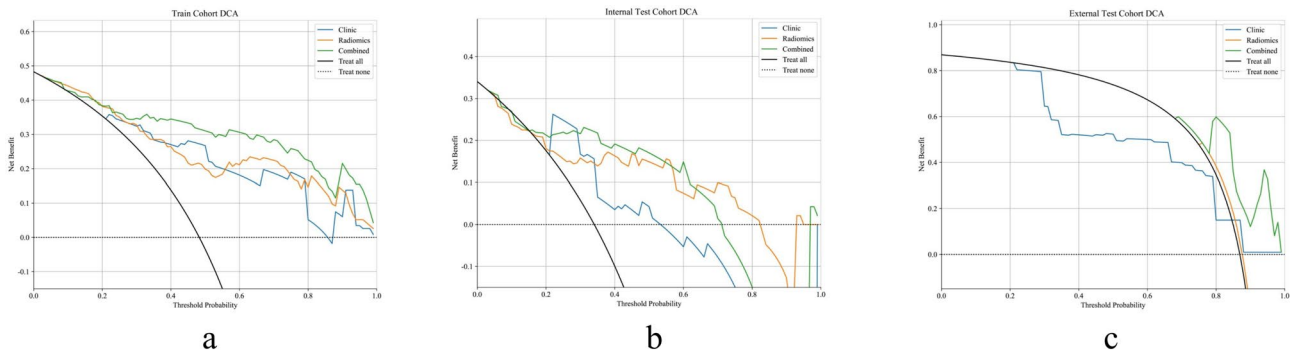 Train Cohort DCA
0.6
0.5
0.4
0.3
0.2
0.1
0.0
-0.1
Net Benefit
Clinic
Radiomics
Combined
Treat all
Treat none
0.0 0.2 0.4 0.6 0.8 1.0
Threshold Probability
a
Internal Test Cohort DCA
0.4
0.3
0.2
0.1
0.0
-0.1
Net Benefit
Clinic
Radiomics
Combined
Treat all
Treat none
0.0 0.2 0.4 0.6 0.8 1.0
Threshold Probability
b
External Test Cohort DCA
1.0
0.8
0.6
0.4
0.2
0.0
Net Benefit
Clinic
Radiomics
Combined
Treat all
Treat none
0.0 0.2 0.4 0.6 0.8 1.0
Threshold Probability
c